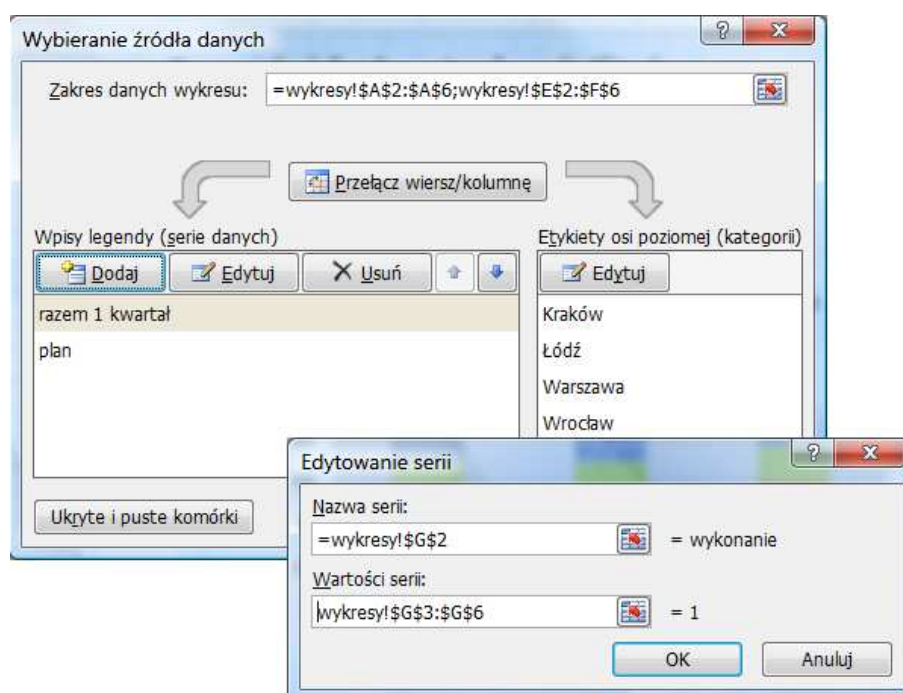 Wybieranie źródła danych
Zakres danych wykresu: =wykresy!$A$2:$A$6;wykresy!$E$2:$F$6
Przełącz wiersz/kolumnę
Wpisy legendy (serie danych)
Dodaj Edytuj Usuń
razem 1 kwartał
plan
Etykiety osi poziomej (kategorii)
Edytuj
Kraków
Łódź
Warszawa
Wrocław
Ukryte i puste komórki
Edytowanie serii
Nazwa serii:
=wykresy!$G$2 = wykonanie
Wartości serii:
wykresy!$G$3:$G$6 = 1
OK Anuluj